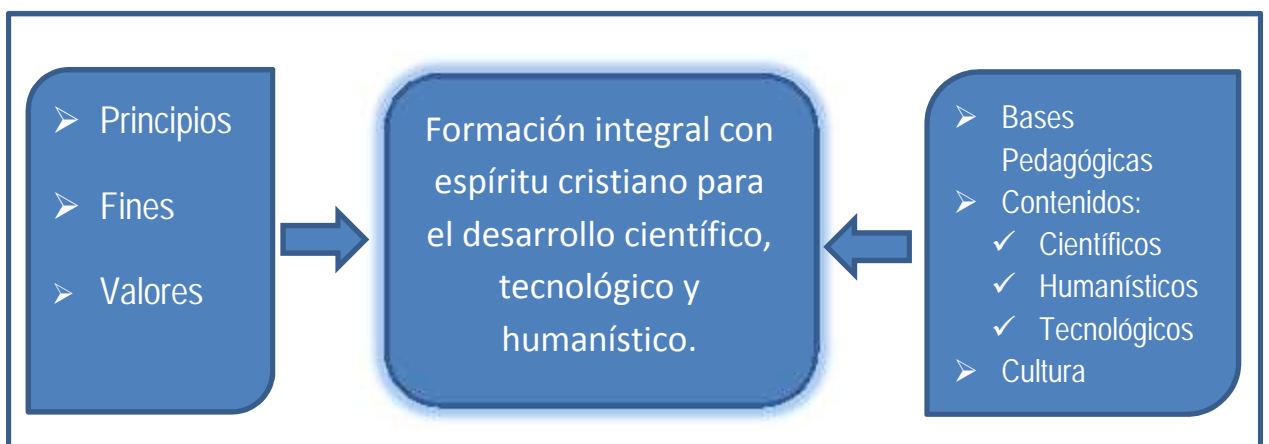 Principios
Fines
Valores
Formación integral con
espíritu cristiano para
el desarrollo científico,
tecnológico y
humanístico.
Bases
Pedagógicas
Contenidos:
Científicos
Humanísticos
Tecnológicos
Cultura